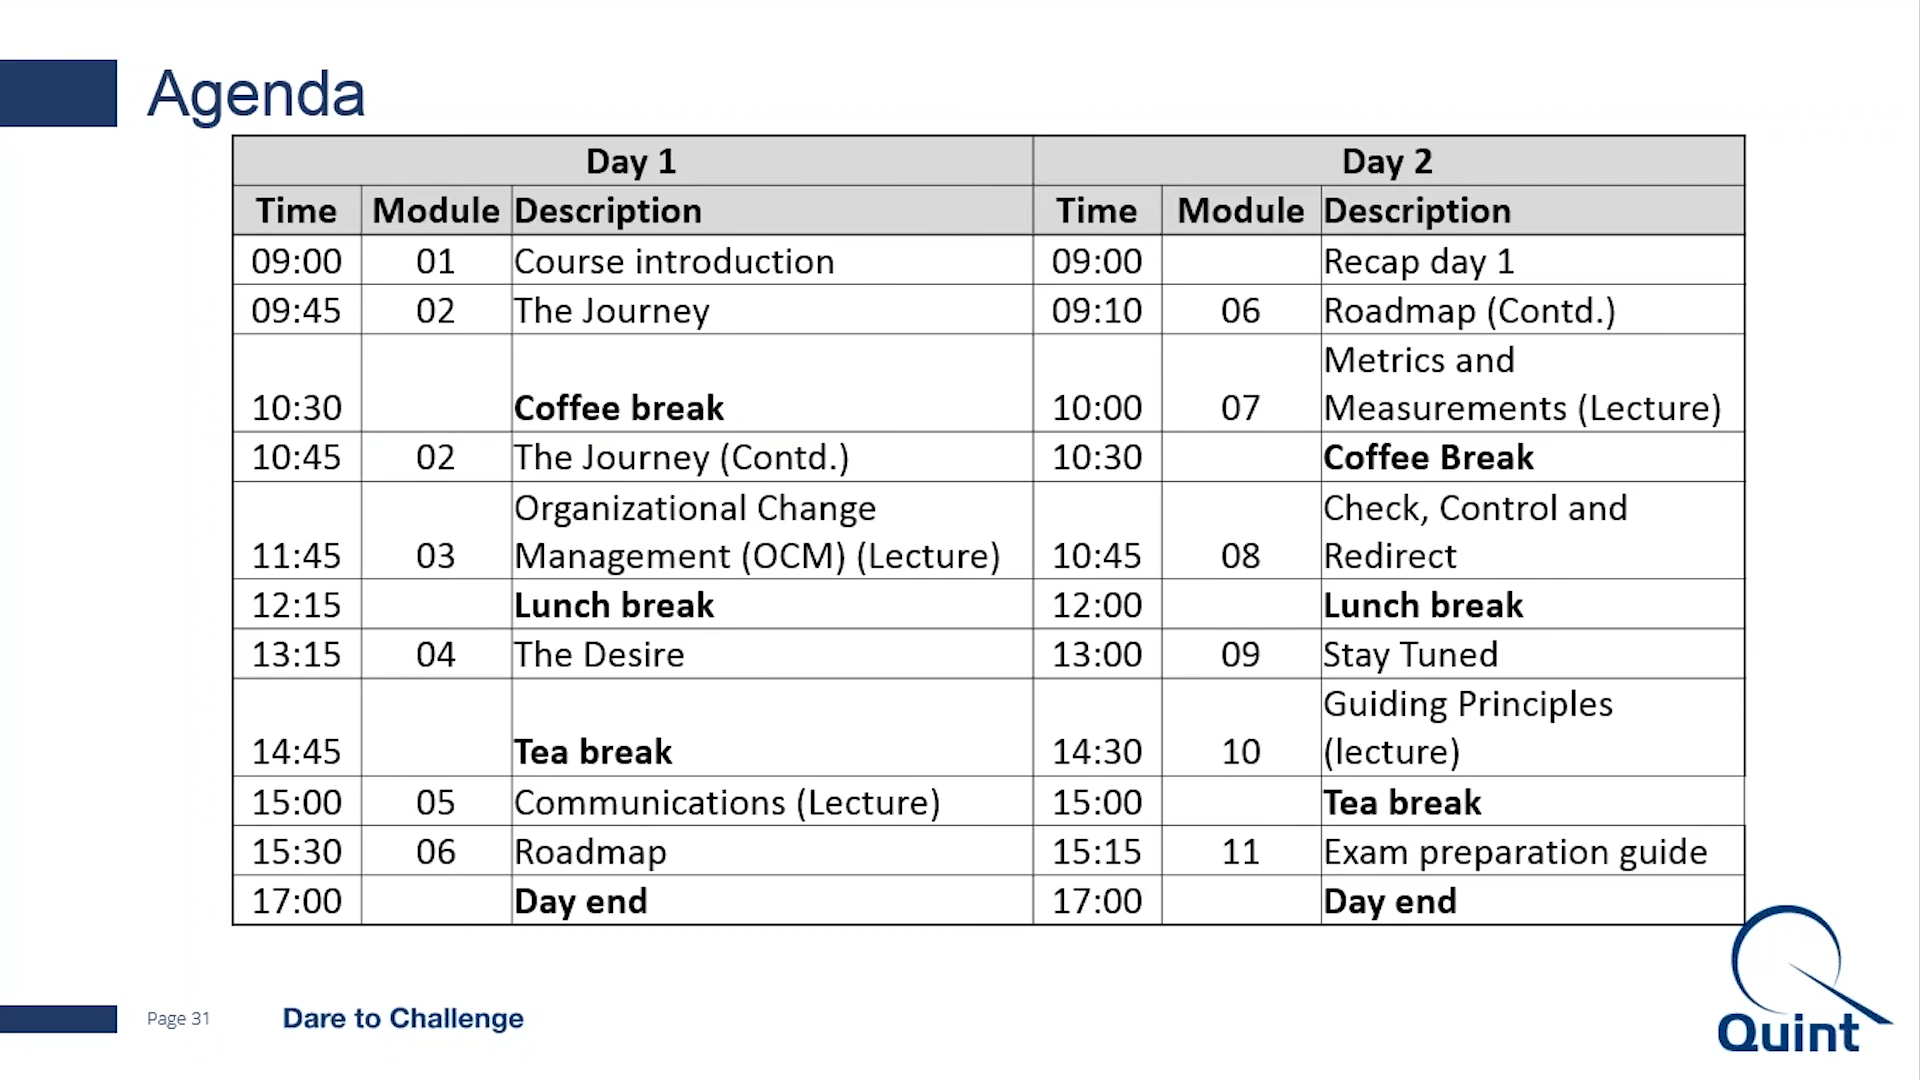 Agenda
Day 1 Day 2
Time Module Description Time Module Description
09:00 01 Course introduction 09:00 Recap day 1
09:45 02 The Journey 09:10 06 Roadmap (Contd.)
Metrics and
10:30 Coffee break 10:00 07 Measurements (Lecture)
10:45 02 The Journey (Contd.) 10:30 Coffee Break
Organizational Change Check, Control and
11:45 03 Management (OCM) (Lecture) 10:45 08 Redirect
12:15 Lunch break 12:00 Lunch break
13:15 04 The Desire 13:00 09 Stay Tuned
Guiding Principles
14:45 Tea break 14:30 10 (lecture)
15:00 05 Communications (Lecture) 15:00 Tea break
15:30 06 Roadmap 15:15 11 Exam preparation guide
17:00 Day end 17:00 Day end
Page 31 Dare to Challenge
Quint